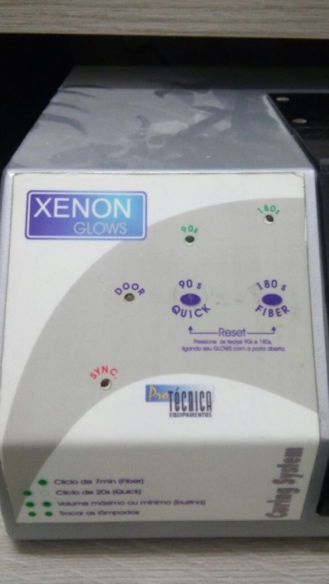 XENON
GLOWS
180s
90s
DOOR
90 s
QUICK
180 s
FIBER
Reset
Pressione as teclas 90s e 180s,
ligando seu GLOWS com a porta aberta
SYNC
Pro
TÉCNICA
EQUIPAMENTOS
Ciclo de 7min (Fiber)
Ciclo de 20s (Quick)
Volume máximo ou mínimo (buzina)
Trocar as lâmpadas
Curing System